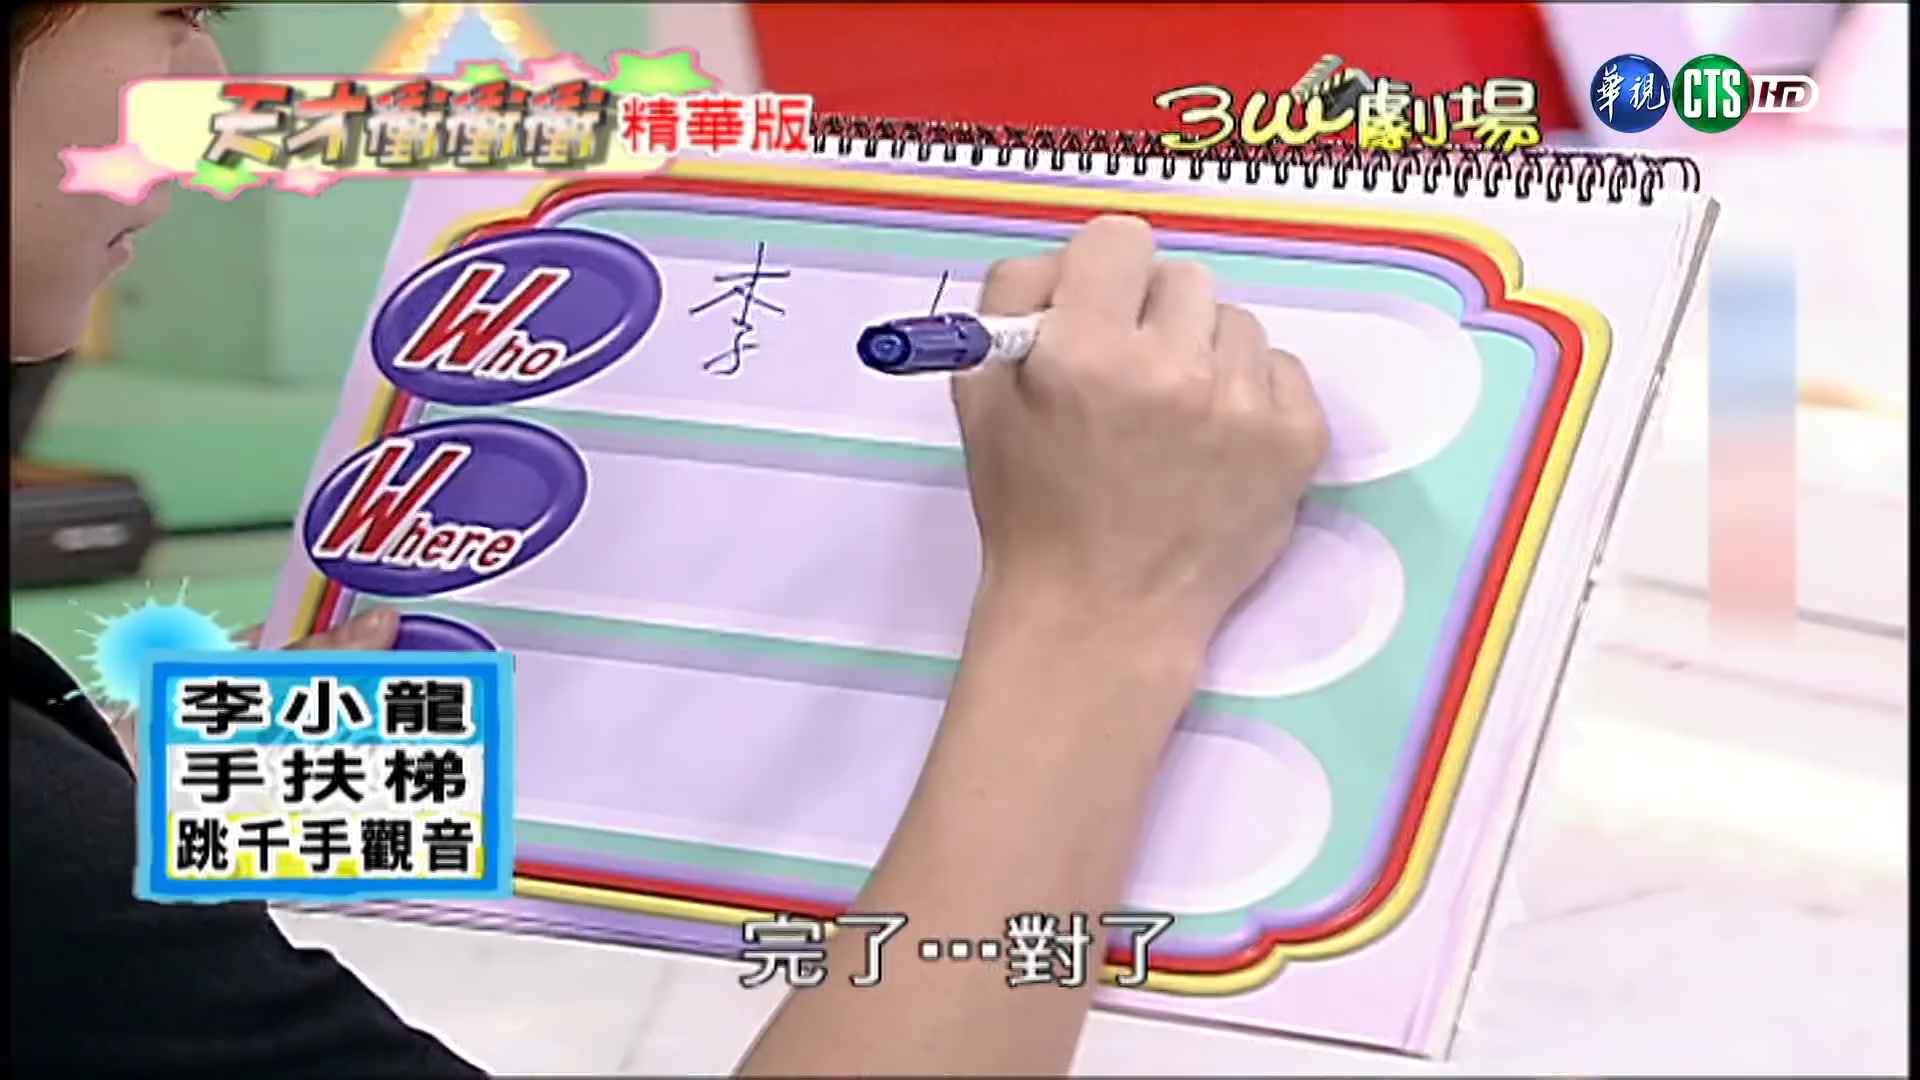 天才衝衝衝 精華版
3W劇場
華視 CTS HD
Who 李 小
Where
李小龍
手扶梯
跳千手觀音
完了…對了